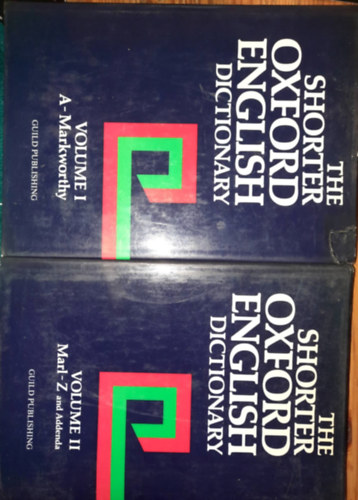 THE
SHORTER
OXFORD
ENGLISH
DICTIONARY
VOLUME I
A-Markworthy
GUILD PUBLISHING
THE
SHORTER
OXFORD
ENGLISH
DICTIONARY
VOLUME II
Marl-Z and Addenda
GUILD PUBLISHING